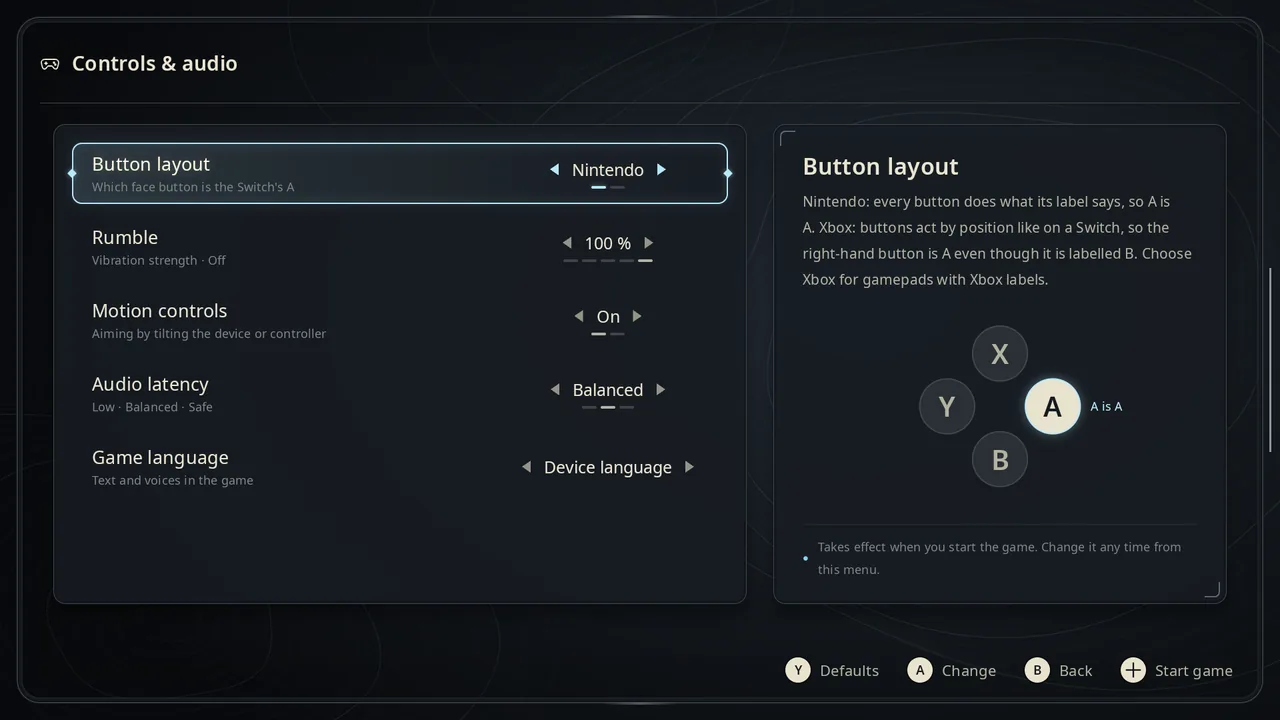 Controls & audio
Button layout
Which face button is the Switch's A
Nintendo
Rumble
Vibration strength · Off
100 %
Motion controls
Aiming by tilting the device or controller
On
Audio latency
Low · Balanced · Safe
Balanced
Game language
Text and voices in the game
Device language
Button layout
Nintendo: every button does what its label says, so A is
A. Xbox: buttons act by position like on a Switch, so the
right-hand button is A even though it is labelled B. Choose
Xbox for gamepads with Xbox labels.
X
Y
A
A is A
B
Takes effect when you start the game. Change it any time from
this menu.
Y Defaults
A Change
B Back
Start game